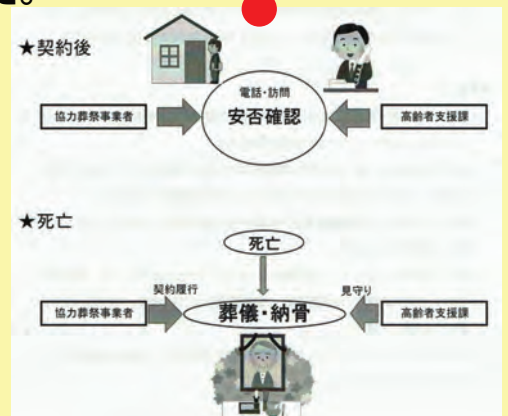 ★契約後
電話・訪問
安否確認
協力葬祭事業者
高齢者支援課
★死亡
死亡
契約履行
見守り
協力葬祭事業者
葬儀・納骨
高齢者支援課